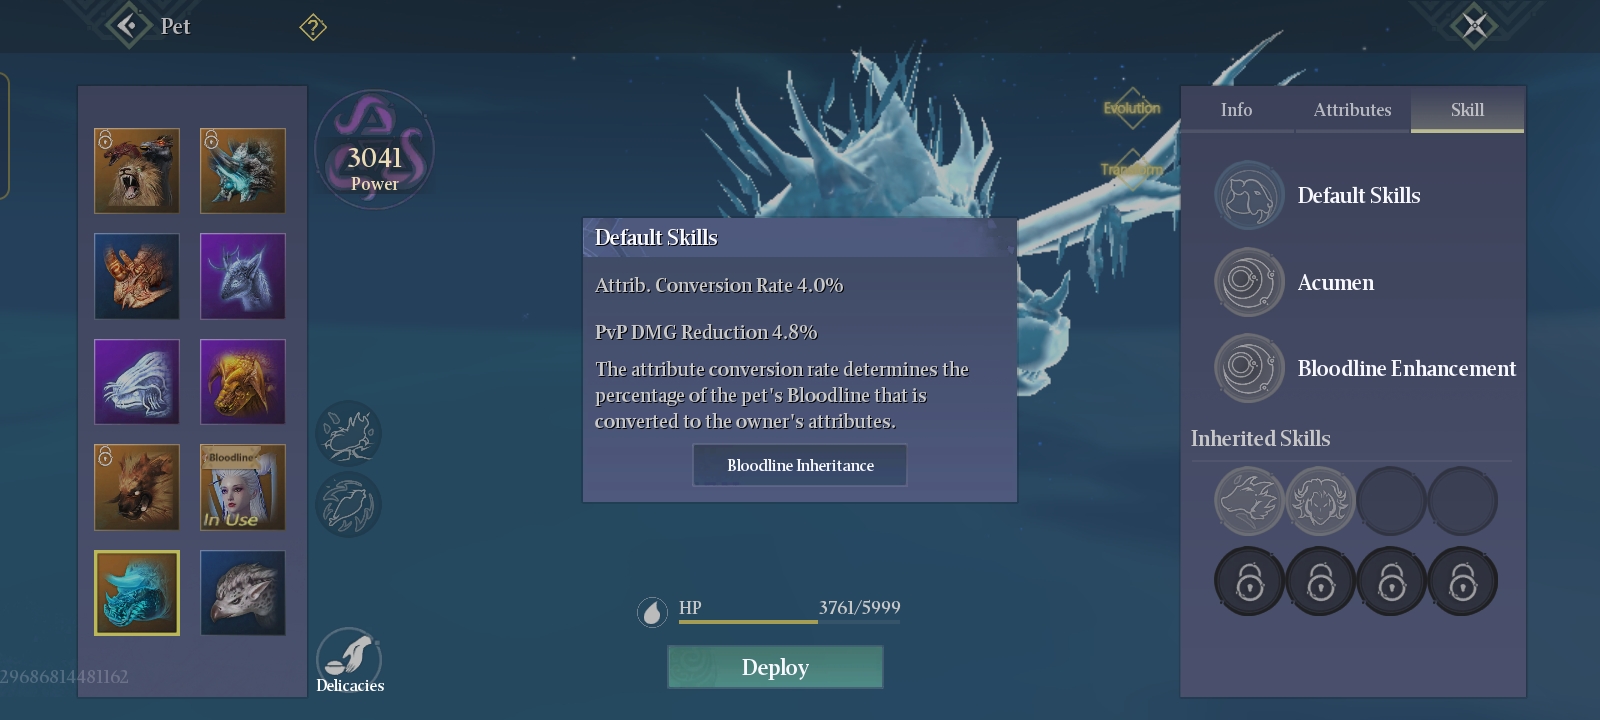 Pet
?
3041
Power
Evolution
Transform
Info
Attributes
Skill
Default Skills
Acumen
Bloodline Enhancement
Inherited Skills
Default Skills
Attrib. Conversion Rate 4.0%
PvP DMG Reduction 4.8%
The attribute conversion rate determines the
percentage of the pet's Bloodline that is
converted to the owner's attributes.
Bloodline Inheritance
Bloodline
In Use
HP
3761/5999
Deploy
Delicacies
29686814481162